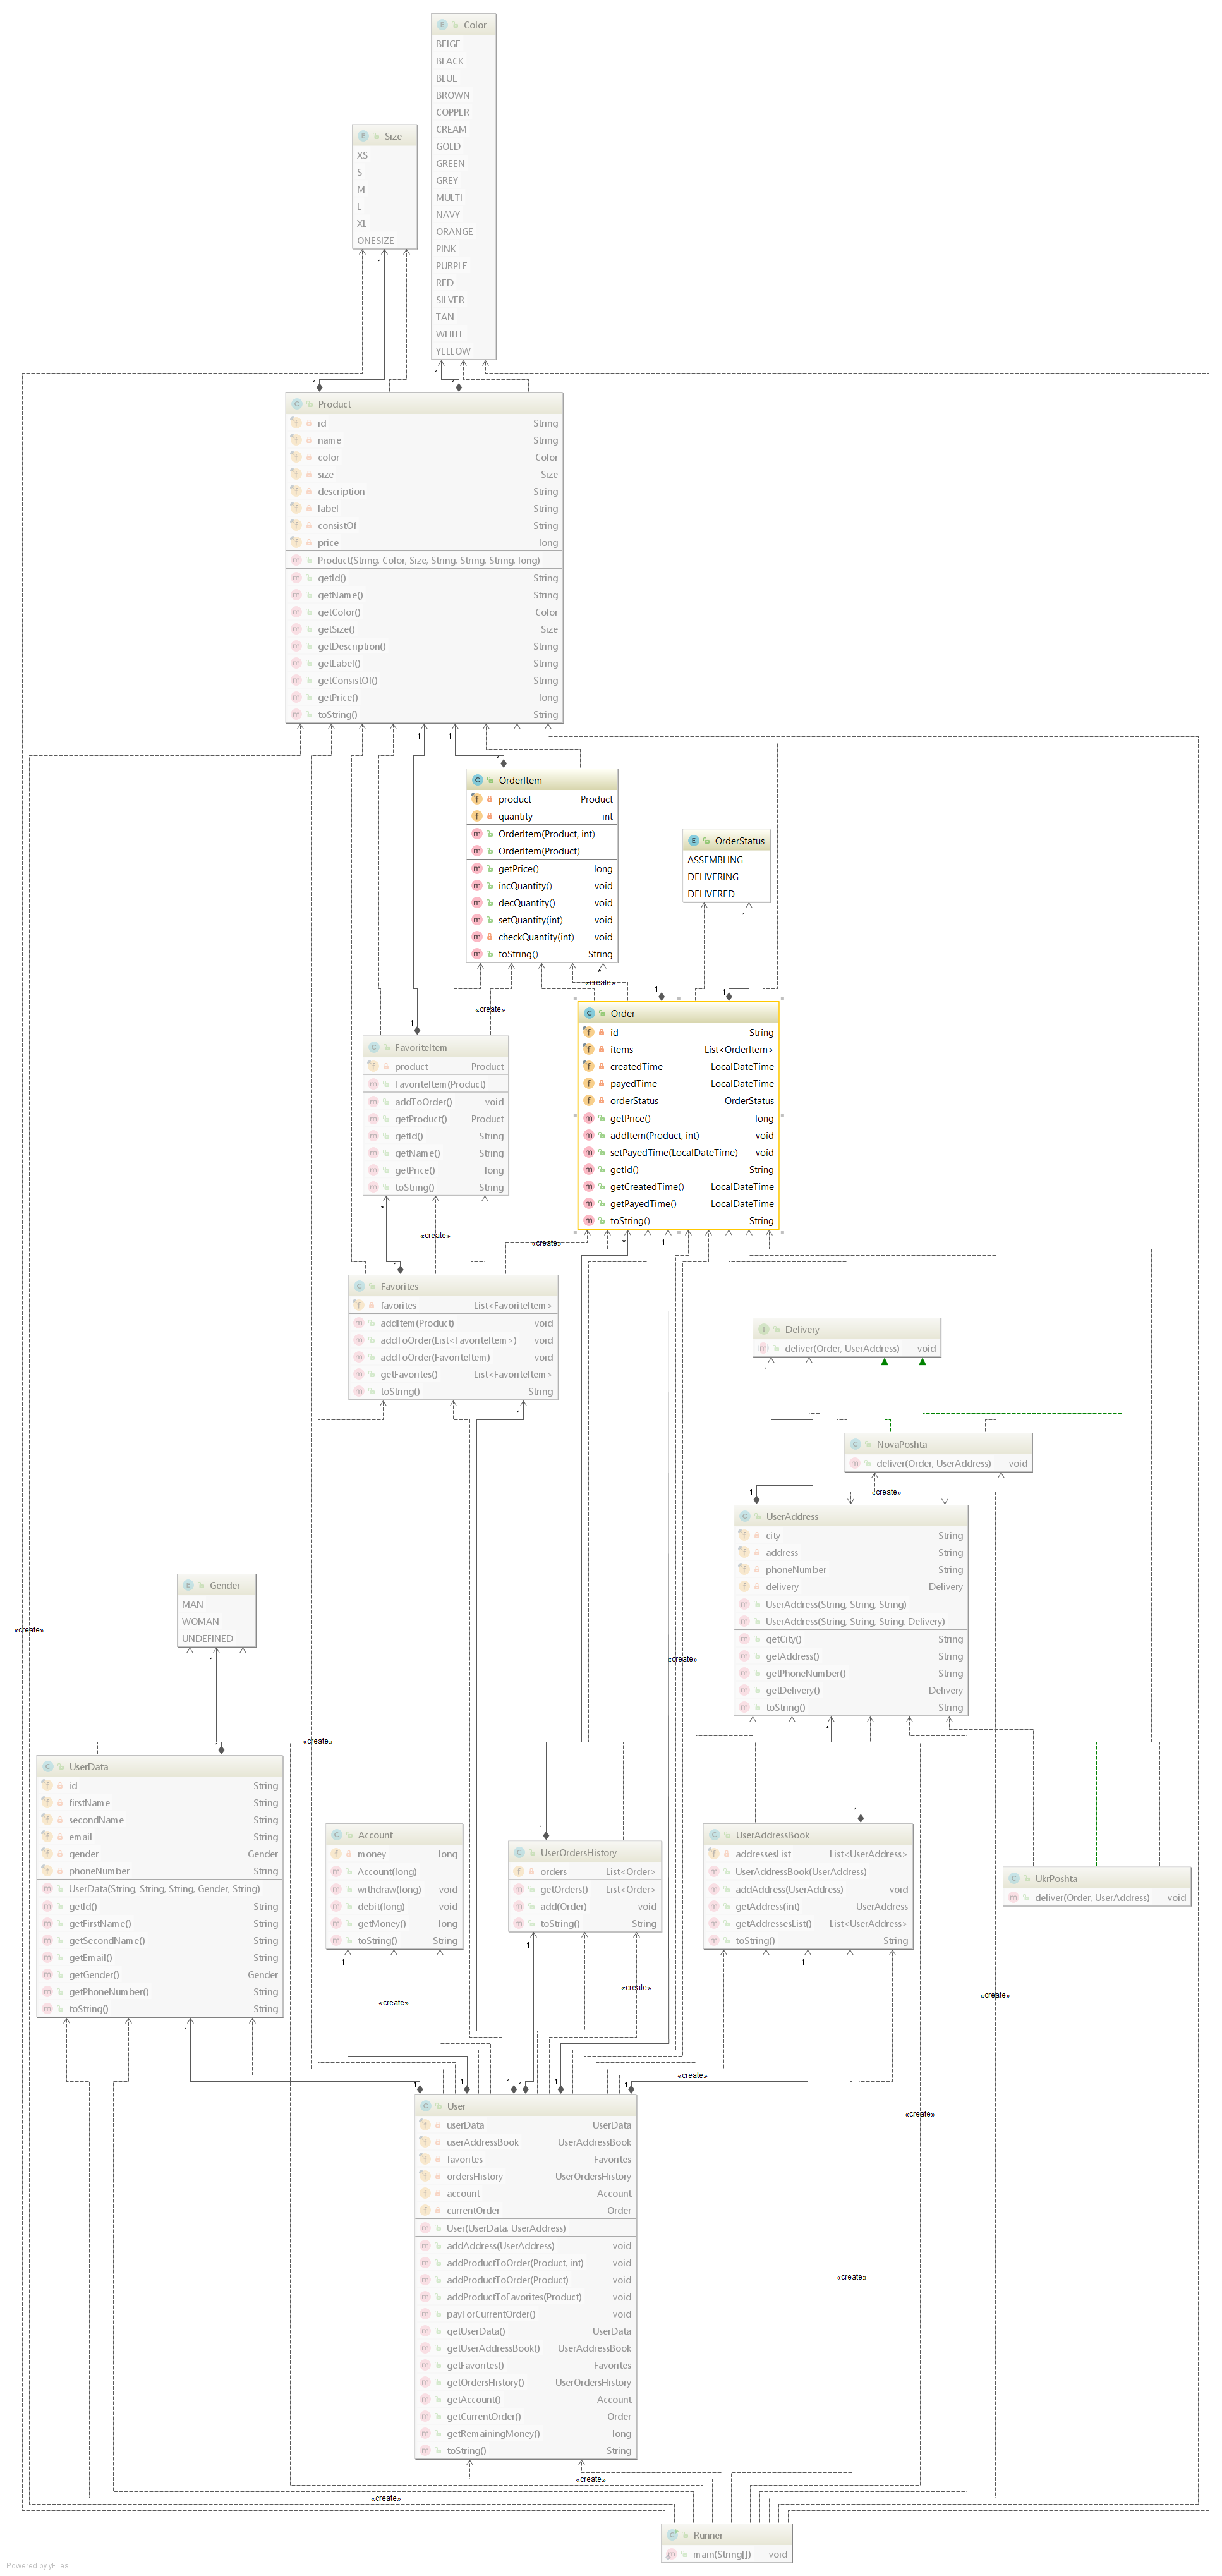 Color
BEIGE
BLACK
BLUE
BROWN
COPPER
CREAM
GOLD
GREEN
GREY
MULTI
NAVY
ORANGE
PINK
PURPLE
RED
SILVER
TAN
WHITE
YELLOW
Size
XS
S
M
L
XL
ONESIZE
1
1
1
1
Product
id String
name String
color Color
size Size
description String
label String
consistOf String
price long
Product(String, Color, Size, String, String, String, long)
getId() String
getName() String
getColor() Color
getSize() Size
getDescription() String
getLabel() String
getConsistOf() String
getPrice() long
toString() String
1
1
1
OrderItem
product Product
quantity int
OrderItem(Product, int)
OrderItem(Product)
getPrice() long
incQuantity() void
decQuantity() void
setQuantity(int) void
checkQuantity(int) void
toString() String
OrderStatus
ASSEMBLING
DELIVERING
DELIVERED
1
*
«create»
1
1
«create»
1
Order
id String
items List<OrderItem>
createdTime LocalDateTime
payedTime LocalDateTime
orderStatus OrderStatus
getPrice() long
addItem(Product, int) void
setPayedTime(LocalDateTime) void
getId() String
getCreatedTime() LocalDateTime
getPayedTime() LocalDateTime
toString() String
FavoriteItem
product Product
FavoriteItem(Product)
addToOrder() void
getProduct() Product
getId() String
getName() String
getPrice() long
toString() String
*
«create»
1
«create»
*
1
Favorites
favorites List<FavoriteItem>
addItem(Product) void
addToOrder(List<FavoriteItem>) void
addToOrder(FavoriteItem) void
getFavorites() List<FavoriteItem>
toString() String
1
Delivery
deliver(Order, UserAddress) void
1
NovaPoshta
deliver(Order, UserAddress) void
«create»
1
UserAddress
city String
address String
phoneNumber String
delivery Delivery
UserAddress(String, String, String)
UserAddress(String, String, String, Delivery)
getCity() String
getAddress() String
getPhoneNumber() String
getDelivery() Delivery
toString() String
Gender
MAN
WOMAN
UNDEFINED
«create»
1
«create»
*
«create»
1
UserData
id String
firstName String
secondName String
email String
gender Gender
phoneNumber String
UserData(String, String, String, Gender, String)
getId() String
getFirstName() String
getSecondName() String
getEmail() String
getGender() Gender
getPhoneNumber() String
toString() String
1
Account
money long
Account(long)
withdraw(long) void
debit(long) void
getMoney() long
toString() String
1
1
UserOrdersHistory
orders List<Order>
getOrders() List<Order>
add(Order) void
toString() String
1
1
UserAddressBook
addressesList List<UserAddress>
UserAddressBook(UserAddress)
addAddress(UserAddress) void
getAddress(int) UserAddress
getAddressesList() List<UserAddress>
toString() String
1
UkrPoshta
deliver(Order, UserAddress) void
«create»
«create»
«create»
«create»
1
1
1
1
1
1
«create»
User
userData UserData
userAddressBook UserAddressBook
favorites Favorites
ordersHistory UserOrdersHistory
account Account
currentOrder Order
User(UserData, UserAddress)
addAddress(UserAddress) void
addProductToOrder(Product, int) void
addProductToOrder(Product) void
addProductToFavorites(Product) void
payForCurrentOrder() void
getUserData() UserData
getUserAddressBook() UserAddressBook
getFavorites() Favorites
getOrdersHistory() UserOrdersHistory
getAccount() Account
getCurrentOrder() Order
getRemainingMoney() long
toString() String
«create»
«create»
«create»
Runner
main(String[]) void
Powered by yFiles